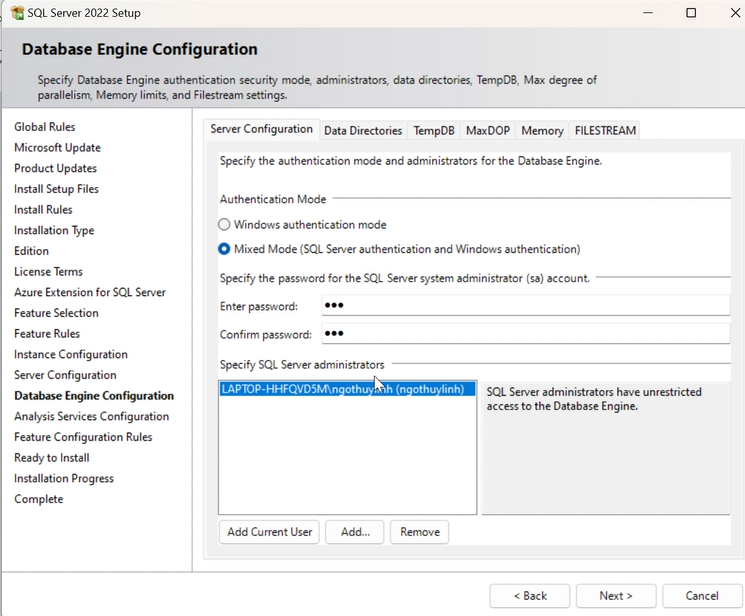 SQL Server 2022 Setup
Database Engine Configuration
Specify Database Engine authentication security mode, administrators, data directories, TempDB, Max degree of
parallelism, Memory limits, and Filestream settings.
Global Rules
Microsoft Update
Product Updates
Install Setup Files
Install Rules
Installation Type
Edition
License Terms
Azure Extension for SQL Server
Feature Selection
Feature Rules
Instance Configuration
Server Configuration
Database Engine Configuration
Analysis Services Configuration
Feature Configuration Rules
Ready to Install
Installation Progress
Complete
Server Configuration Data Directories TempDB MaxDOP Memory FILESTREAM
Specify the authentication mode and administrators for the Database Engine.
Authentication Mode
Windows authentication mode
Mixed Mode (SQL Server authentication and Windows authentication)
Specify the password for the SQL Server system administrator (sa) account.
Enter password: •••
Confirm password: •••
Specify SQL Server administrators
LAPTOP-HHFQVD5M\ngothuylinh (ngothuylinh)
SQL Server administrators have unrestricted
access to the Database Engine.
Add Current User Add... Remove
< Back Next > Cancel